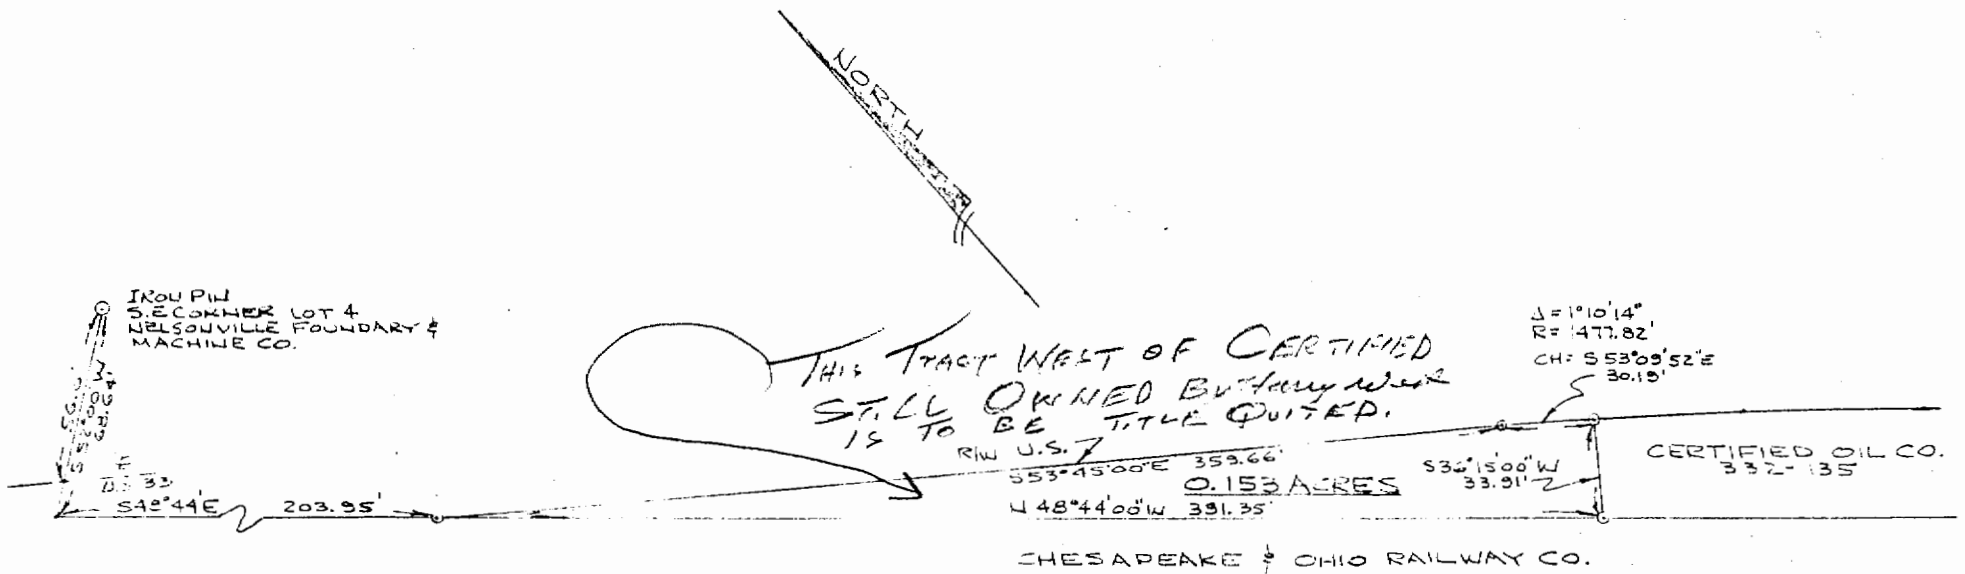 NORTH
IRON PIN
S.E CORNER LOT 4
NELSONVILLE FOUNDARY &
MACHINE CO.
THIS TRACT WEST OF CERTIFIED
STILL OWNED
IS TO BE TITLE QUITED.
Δ = 1°10'14"
R = 1477.82'
CH: S 53°09'52"E
30.19'
R/W U.S.
S53°45'00"E 359.66'
0.153 ACRES
N 48°44'00"W 391.35'
S36°15'00"W
33.91'
CERTIFIED OIL CO.
332-135
33
S48°44'E 203.95'
CHESAPEAKE & OHIO RAILWAY CO.